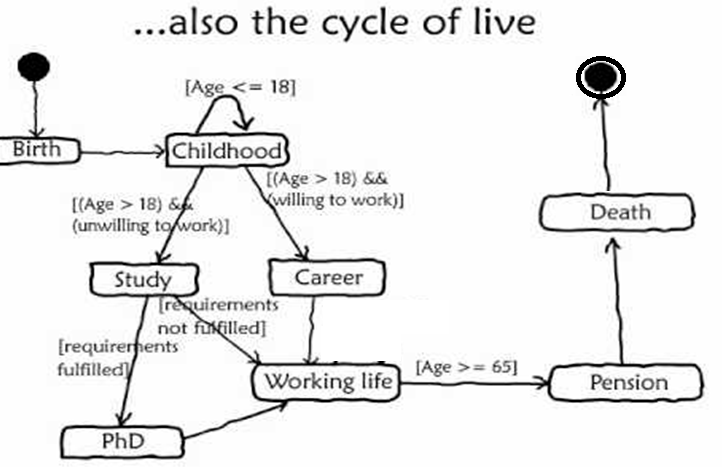 ...also the cycle of live
[Age <= 18]
Birth
Childhood
[(Age > 18) &&
(willing to work)]
[(Age > 18) &&
(unwilling to work)]
Death
Study
Career
[requirements
not fulfilled]
[requirements
fulfilled]
Working life
[Age >= 65]
Pension
PhD